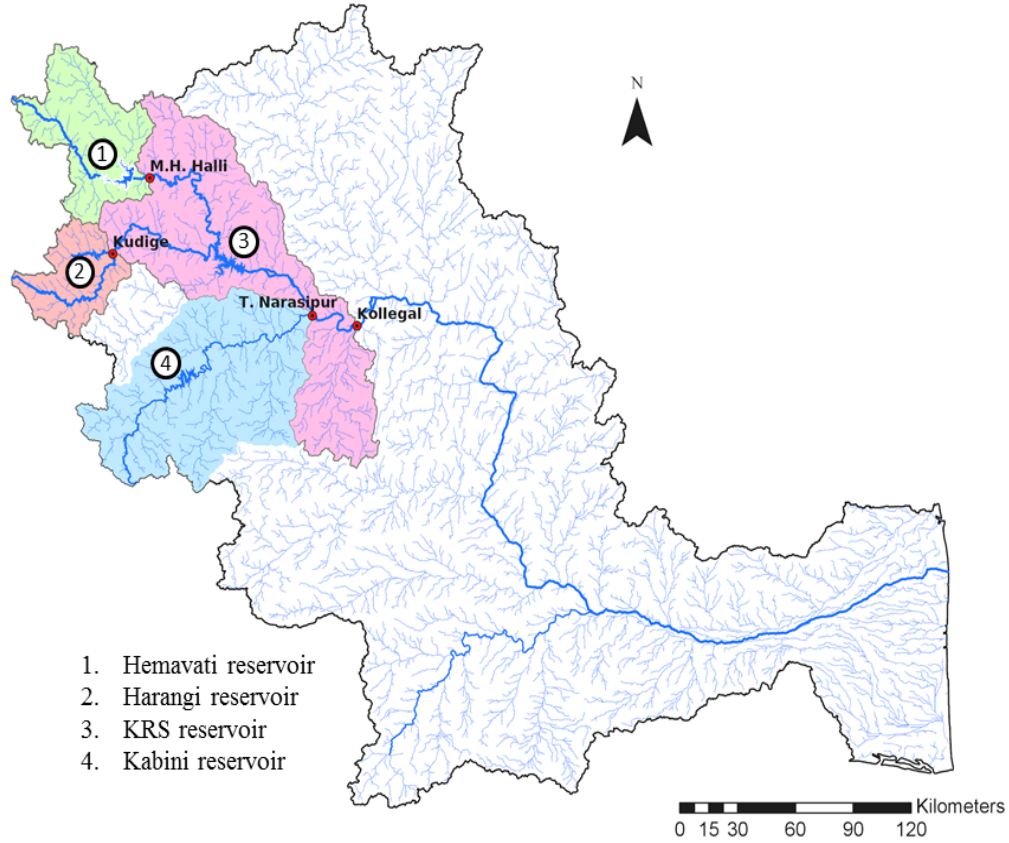 N
1
M.H. Halli
3
Kudige
2
T. Narasipur
Kollegal
4
1. Hemavati reservoir
2. Harangi reservoir
3. KRS reservoir
4. Kabini reservoir
Kilometers
0 15 30 60 90 120